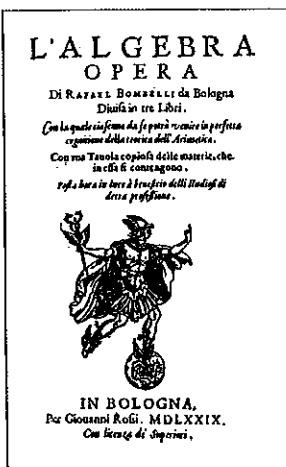 L'ALGEBRA
OPERA
Di RAFAEL BOMBELLI da Bologna
Diuisa in tre Libri.
Con la quale ciascuno da se potrà venire in perfetta
cognitione della teorica dell'Arimetica.
Con vna Tauola copiosa delle materie, che
in essa si contengono.
Posta hora in luce à beneficio delli studiosi di
detta professione.
IN BOLOGNA,
Per Giouanni Rossi. MDLXXIX.
Con licenza de' Superiori,